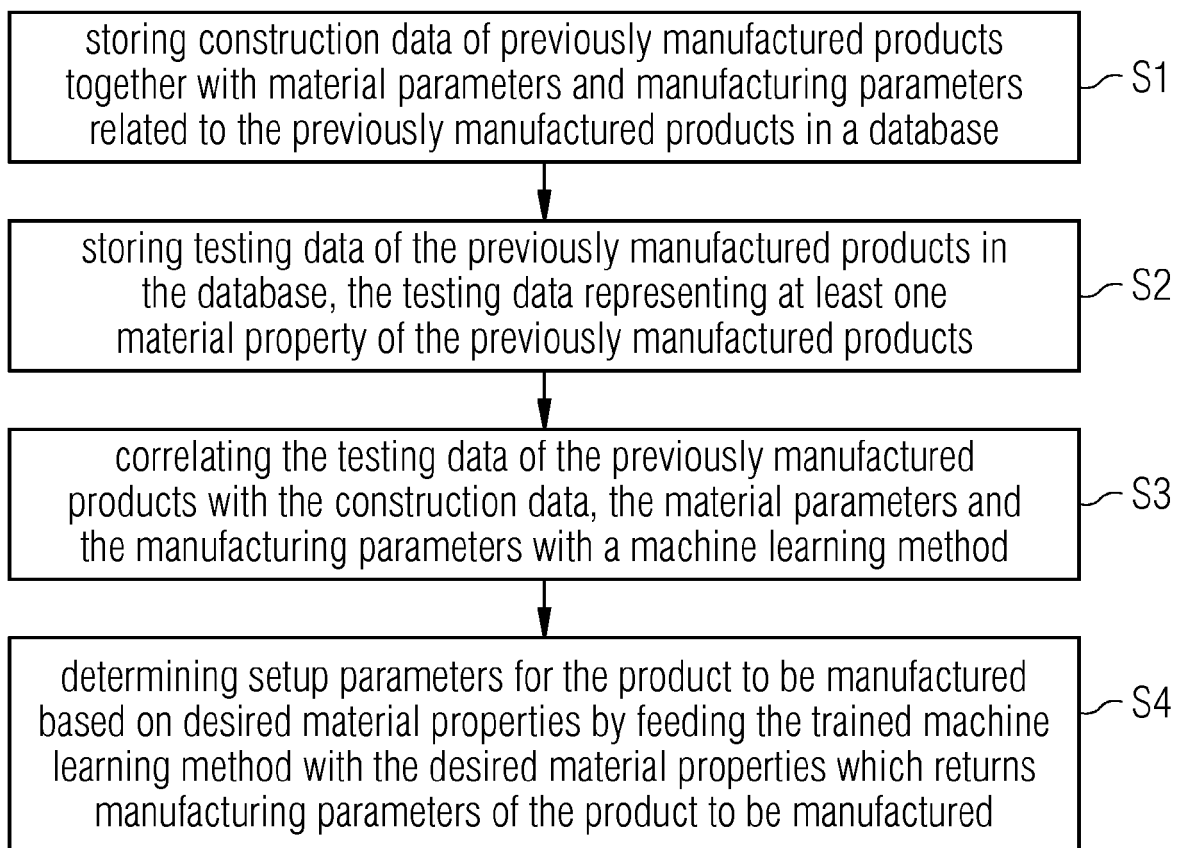 storing construction data of previously manufactured products
together with material parameters and manufacturing parameters
related to the previously manufactured products in a database
S1
storing testing data of the previously manufactured products in
the database, the testing data representing at least one
material property of the previously manufactured products
S2
correlating the testing data of the previously manufactured
products with the construction data, the material parameters and
the manufacturing parameters with a machine learning method
S3
determining setup parameters for the product to be manufactured
based on desired material properties by feeding the trained machine
learning method with the desired material properties which returns
manufacturing parameters of the product to be manufactured
S4